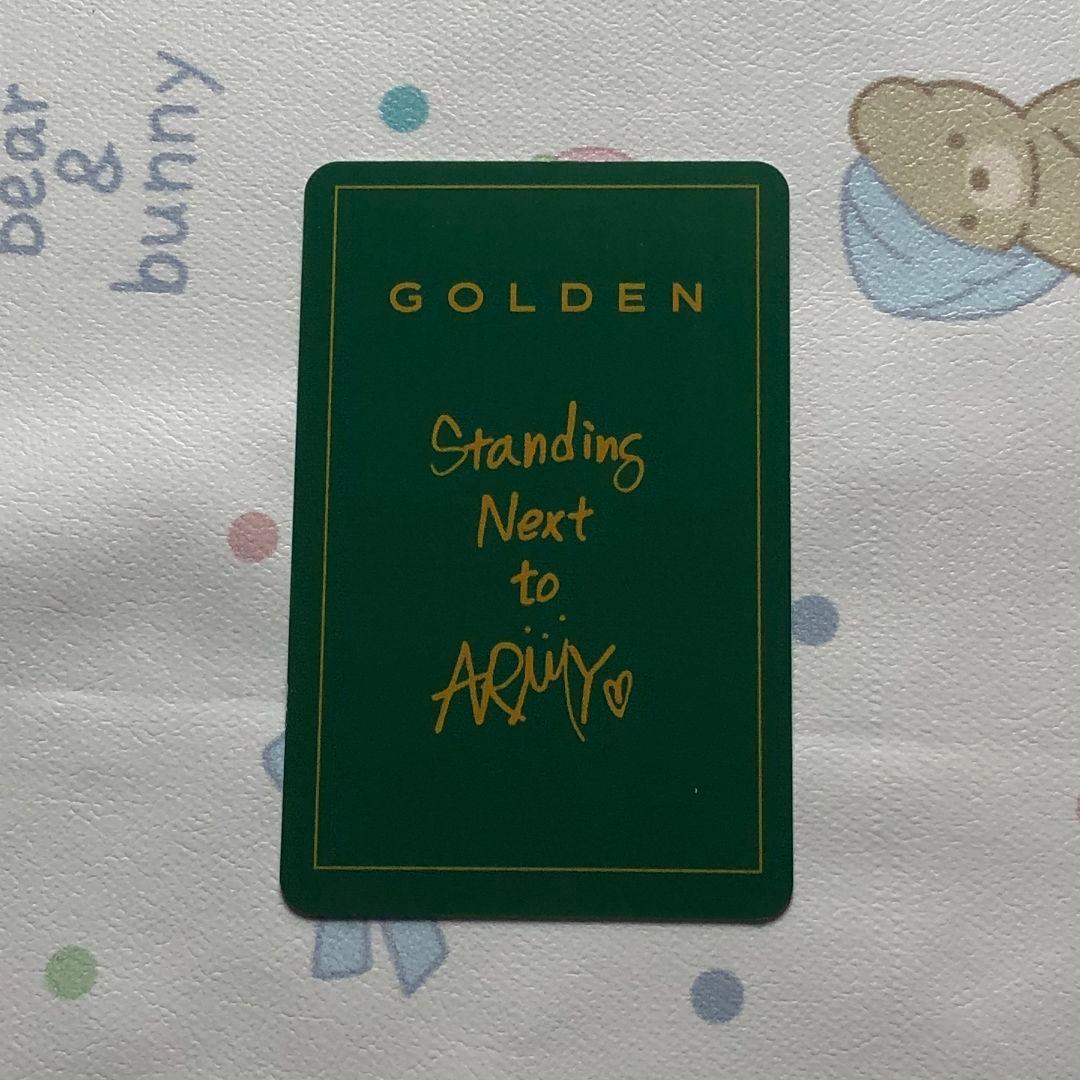 bear
&
bunny
GOLDEN
Standing
Next
to
ARMY